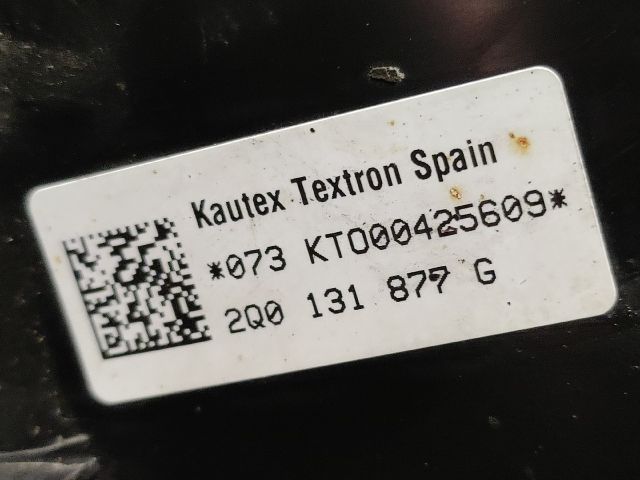 Kautex Textron Spain
*073 KT000425609*
2Q0 131 877 G